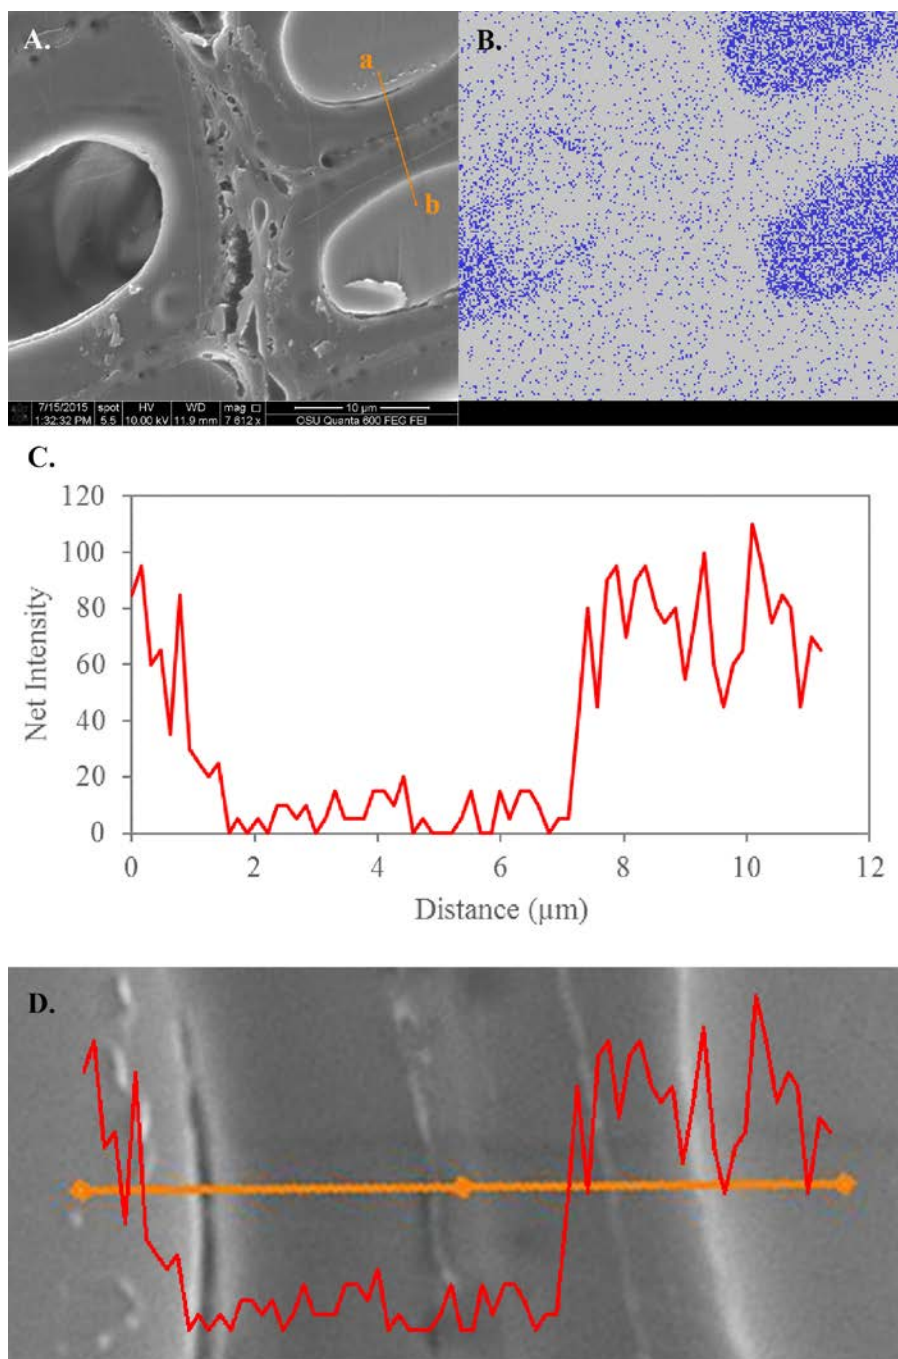 A.
B.
a
b
7/15/2015 spot HV WD mag □ 10 µm
1:32:32 PM 5.5 10.00 kV 11.9 mm 7 612 x OSU Quanta 600 FEG FEI
C.
120
100
80
60
40
20
0
Net Intensity
0 2 4 6 8 10 12
Distance (µm)
D.